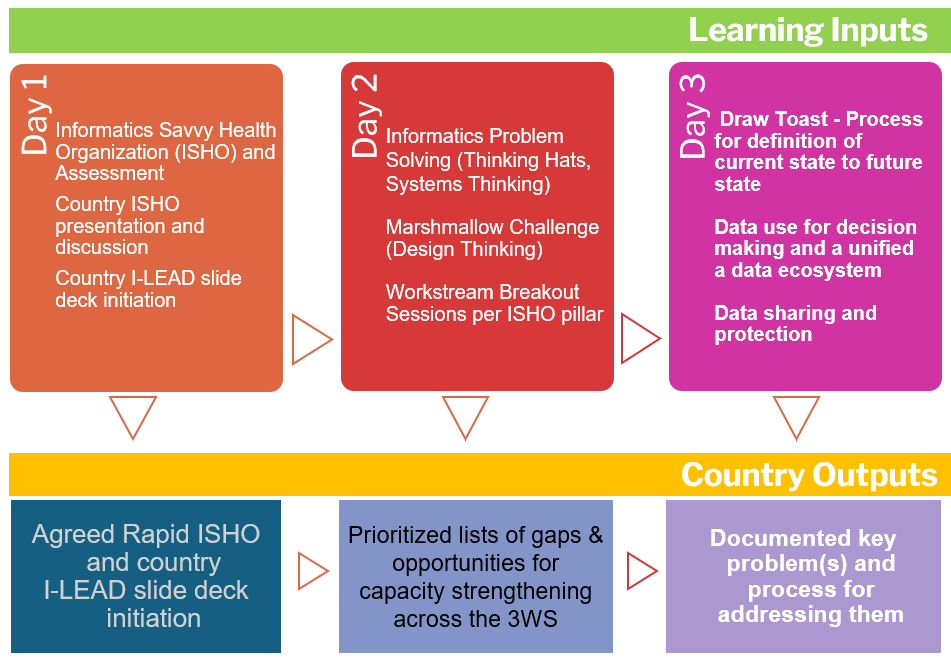 Learning Inputs
Day 1
Informatics Savvy Health
Organization (ISHO) and
Assessment
Country ISHO
presentation and
discussion
Country I-LEAD slide
deck initiation
Day 2
Informatics Problem
Solving (Thinking Hats,
Systems Thinking)
Marshmallow Challenge
(Design Thinking)
Workstream Breakout
Sessions per ISHO pillar
Day 3
Draw Toast - Process
for definition of
current state to future
state
Data use for decision
making and a unified
a data ecosystem
Data sharing and
protection
Country Outputs
Agreed Rapid ISHO
and country
I-LEAD slide deck
initiation
Prioritized lists of gaps &
opportunities for
capacity strengthening
across the 3WS
Documented key
problem(s) and
process for
addressing them